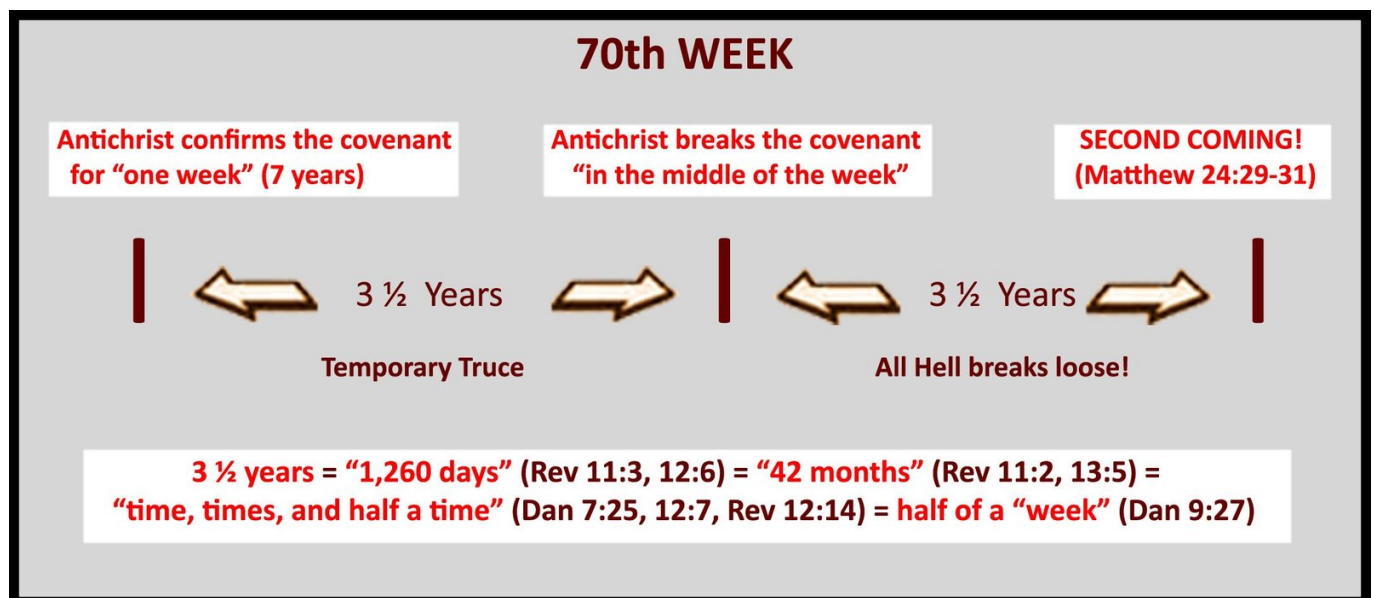 70th WEEK
Antichrist confirms the covenant
for “one week” (7 years)
Antichrist breaks the covenant
“in the middle of the week”
SECOND COMING!
(Matthew 24:29-31)
3 ½ Years
3 ½ Years
Temporary Truce
All Hell breaks loose!
3 ½ years = “1,260 days” (Rev 11:3, 12:6) = “42 months” (Rev 11:2, 13:5) =
“time, times, and half a time” (Dan 7:25, 12:7, Rev 12:14) = half of a “week” (Dan 9:27)